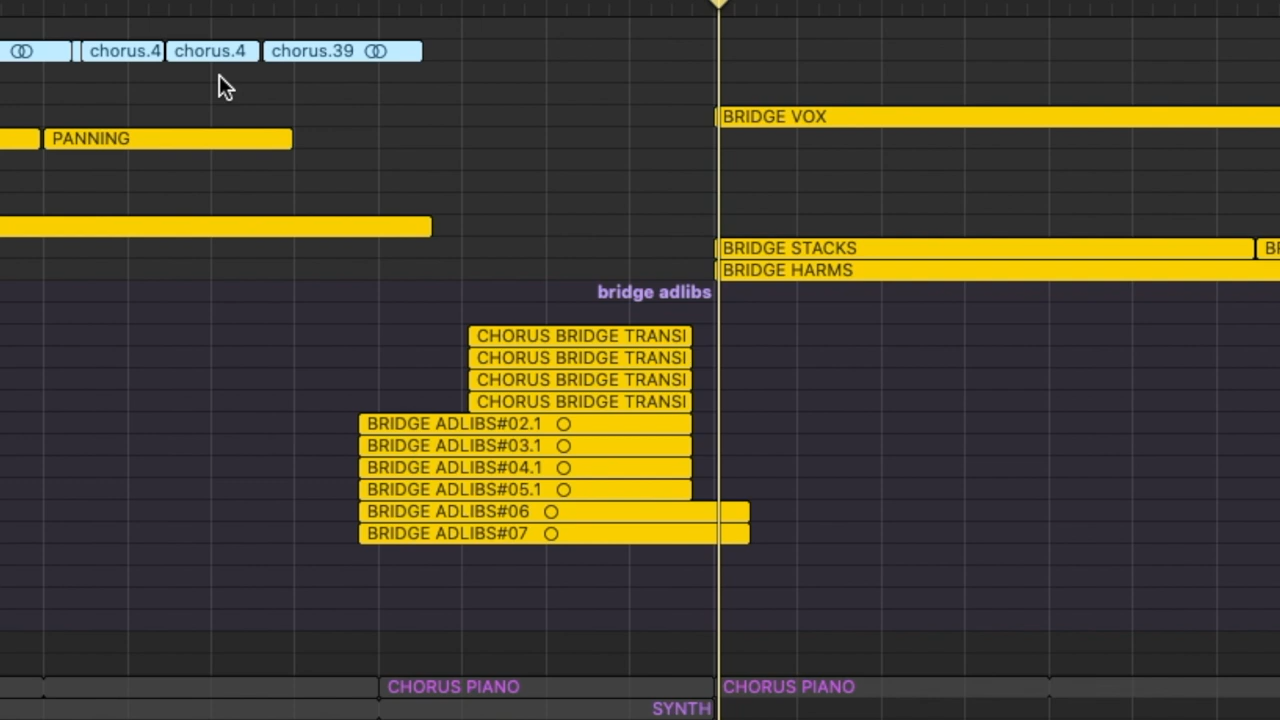 chorus.4 chorus.4 chorus.39
BRIDGE VOX
PANNING
BRIDGE STACKS
BRIDGE HARMS
bridge adlibs
CHORUS BRIDGE TRANSI
CHORUS BRIDGE TRANSI
CHORUS BRIDGE TRANSI
CHORUS BRIDGE TRANSI
BRIDGE ADLIBS#02.1
BRIDGE ADLIBS#03.1
BRIDGE ADLIBS#04.1
BRIDGE ADLIBS#05.1
BRIDGE ADLIBS#06
BRIDGE ADLIBS#07
CHORUS PIANO CHORUS PIANO
SYNTH